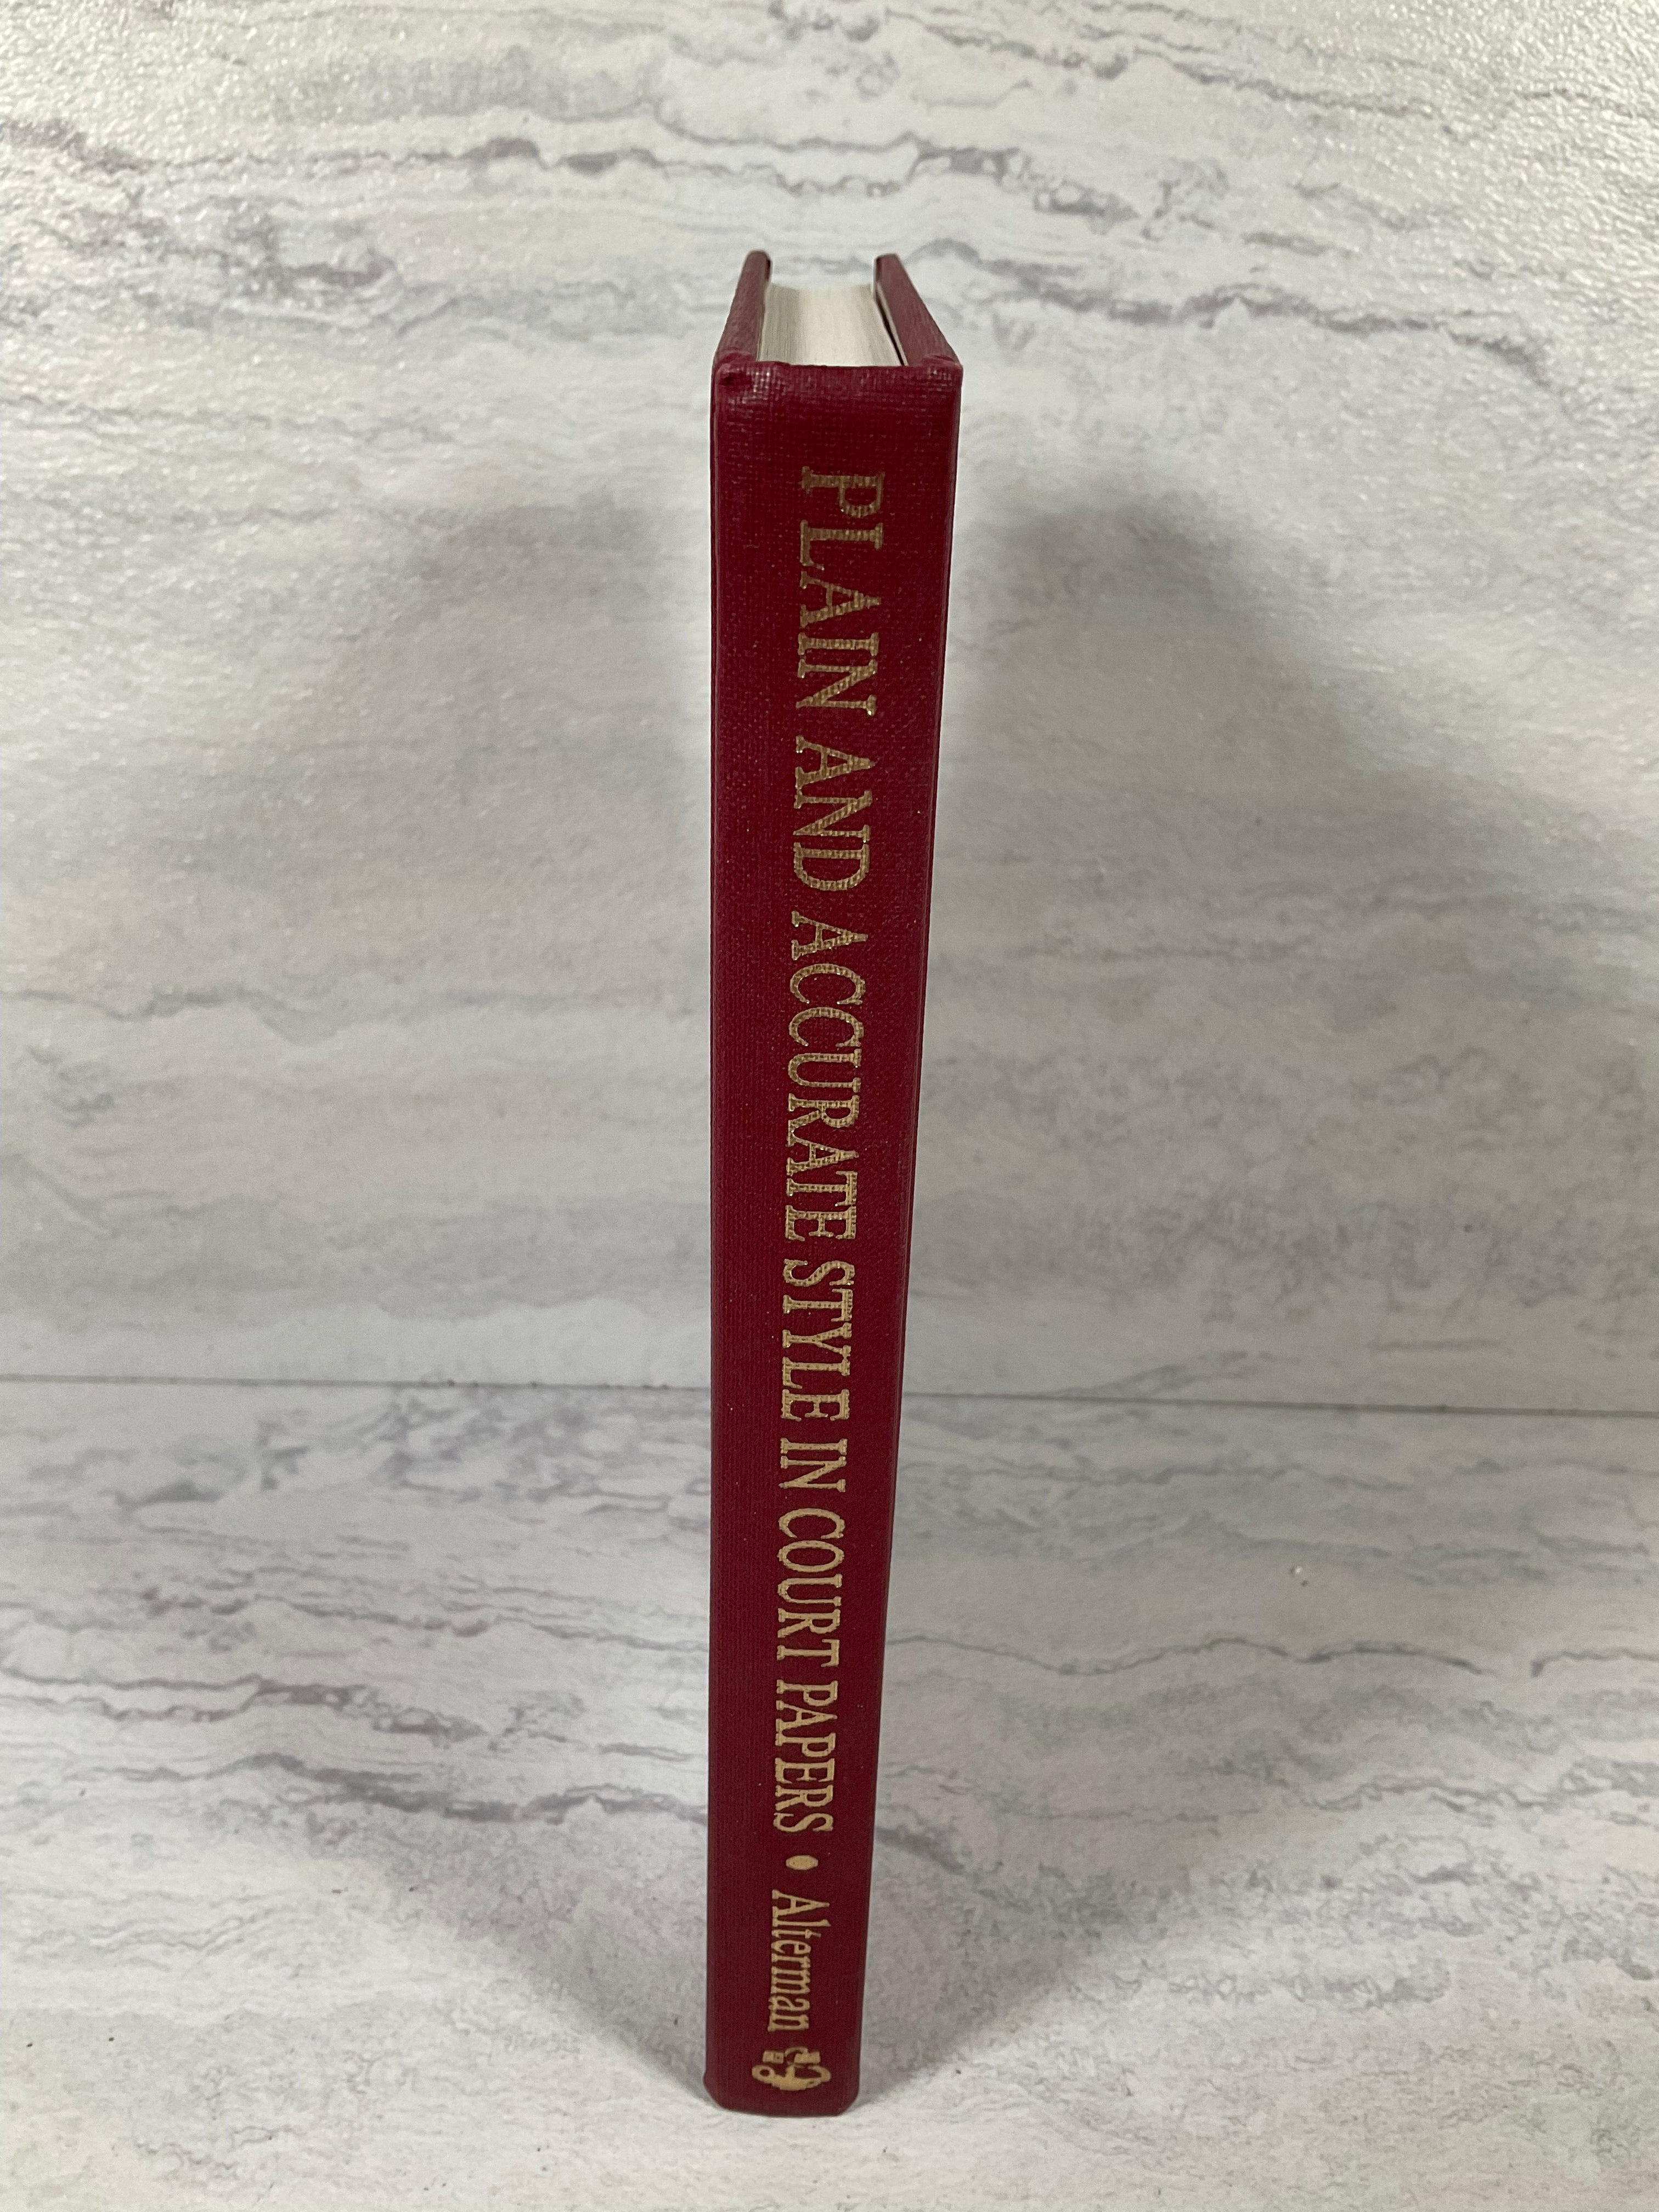 PLAIN AND ACCURATE STYLE IN COURT PAPERS • Alterman